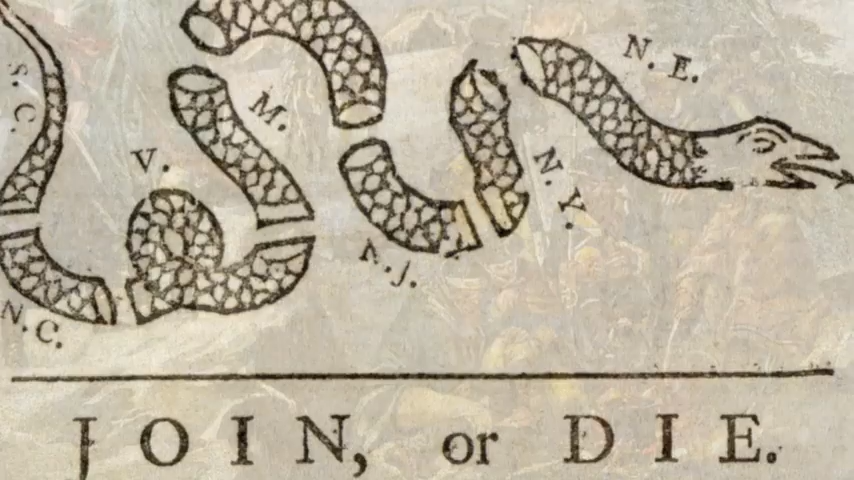 N. E.
S. C.
M.
V.
N. Y.
N. J.
N. C.
JOIN, or DIE.